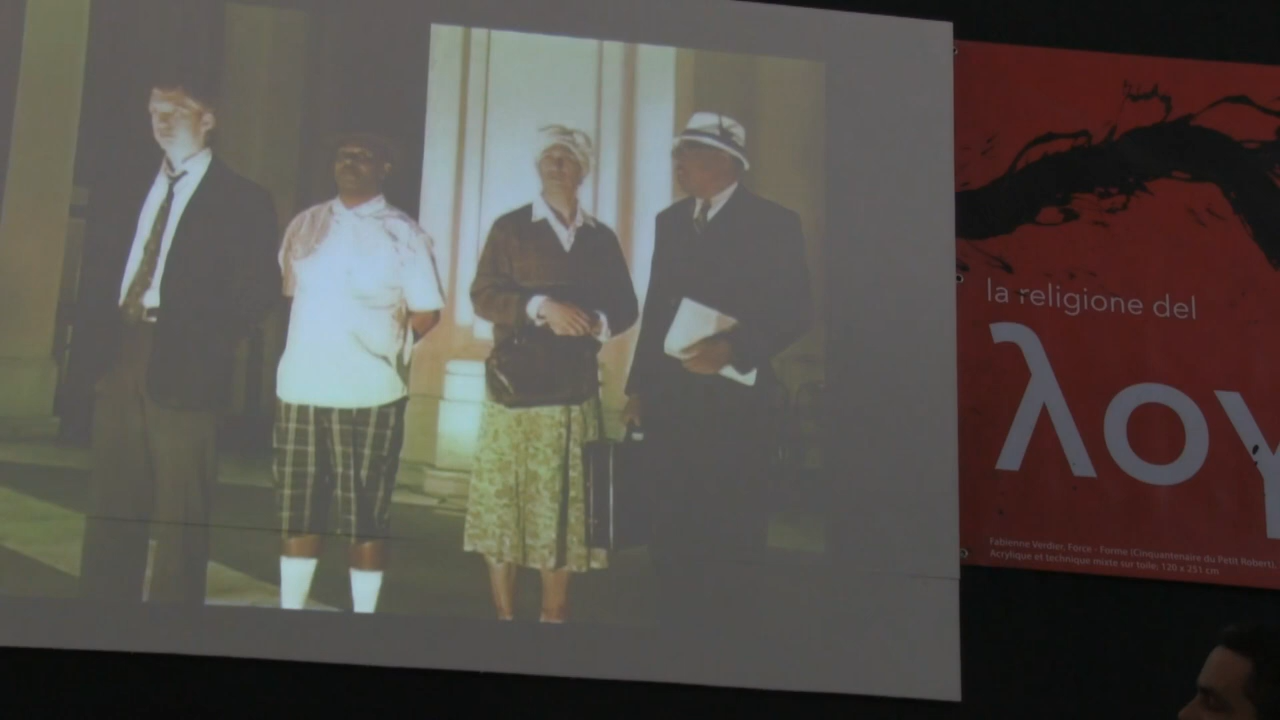 la religione del
λογ
Fabienne Verdier, Force - Forme (Cinquantenaire du Petit Robert),
Acrylique et technique mixte sur toile; 120 x 251 cm